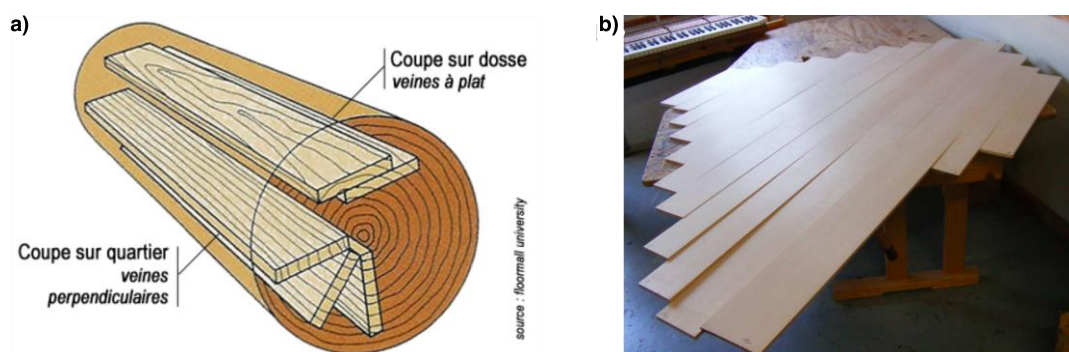 a)
Coupe sur dosse
veines à plat
Coupe sur quartier
veines
perpendiculaires
source : floormall university
b)